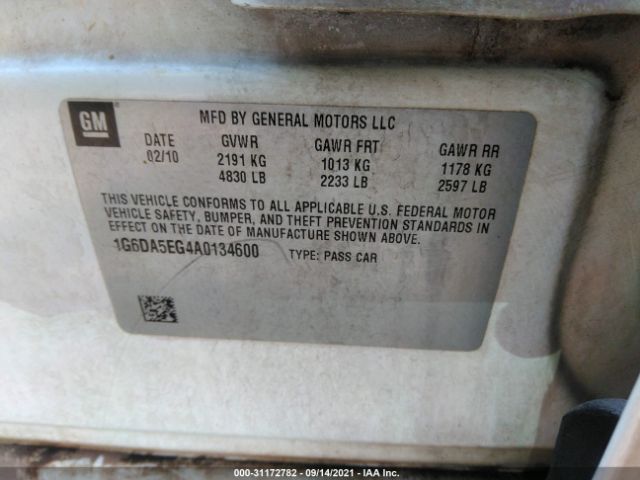 GM
MFD BY GENERAL MOTORS LLC
DATE GVWR GAWR FRT GAWR RR
02/10 2191 KG 1013 KG 1178 KG
4830 LB 2233 LB 2597 LB
THIS VEHICLE CONFORMS TO ALL APPLICABLE U.S. FEDERAL MOTOR
VEHICLE SAFETY, BUMPER, AND THEFT PREVENTION STANDARDS IN
EFFECT ON THE DATE OF MANUFACTURE SHOWN ABOVE.
1G6DA5EG4A0134600 TYPE: PASS CAR
000-31172782 - 09/14/2021 - IAA Inc.